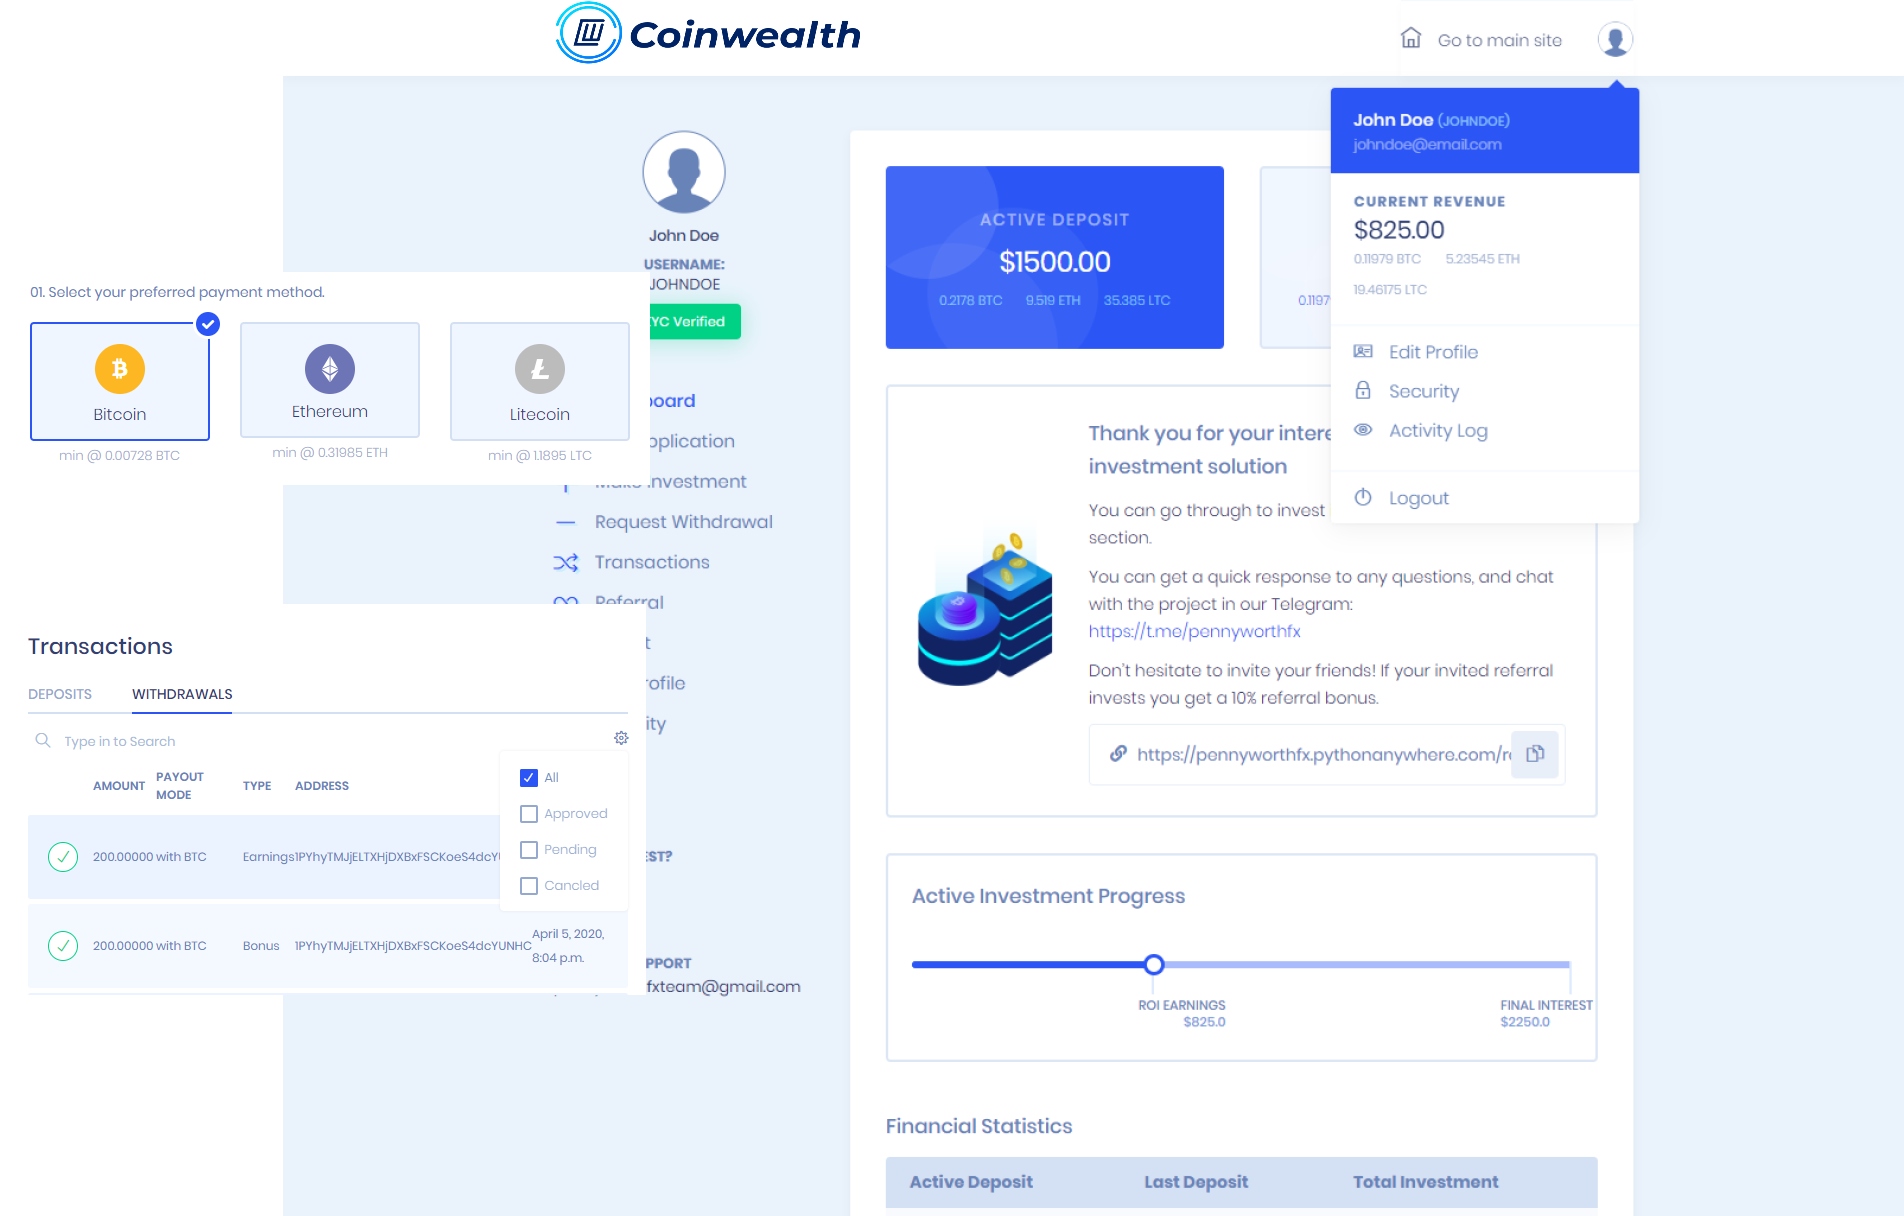 Coinwealth
Go to main site
John Doe (JOHNDOE)
johndoe@email.com
CURRENT REVENUE
$825.00
0.11979 BTC 5.23545 ETH
19.46175 LTC
Edit Profile
Security
Activity Log
Logout
John Doe
USERNAME:
JOHNDOE
YC Verified
board
pplication
Make Investment
Request Withdrawal
Transactions
Referral
t
ofile
ity
EST?
PPORT
fxteam@gmail.com
01. Select your preferred payment method.
Bitcoin
min @ 0.00728 BTC
Ethereum
min @ 0.31985 ETH
Litecoin
min @ 1.1895 LTC
Transactions
DEPOSITS WITHDRAWALS
Type in to Search
AMOUNT PAYOUT MODE TYPE ADDRESS
200.00000 with BTC Earnings 1PYhyTMJjELTXHjDXBxFSCKoeS4dcYU
200.00000 with BTC Bonus 1PYhyTMJjELTXHjDXBxFSCKoeS4dcYUNHC April 5, 2020,
8:04 p.m.
All
Approved
Pending
Cancled
ACTIVE DEPOSIT
$1500.00
0.2178 BTC 9.519 ETH 35.385 LTC
0.1197
Thank you for your intere
investment solution
You can go through to invest
section.
You can get a quick response to any questions, and chat
with the project in our Telegram:
https://t.me/pennyworthfx
Don't hesitate to invite your friends! If your invited referral
invests you get a 10% referral bonus.
https://pennyworthfx.pythonanywhere.com/re
Active Investment Progress
ROI EARNINGS
$825.0
FINAL INTEREST
$2250.0
Financial Statistics
Active Deposit Last Deposit Total Investment